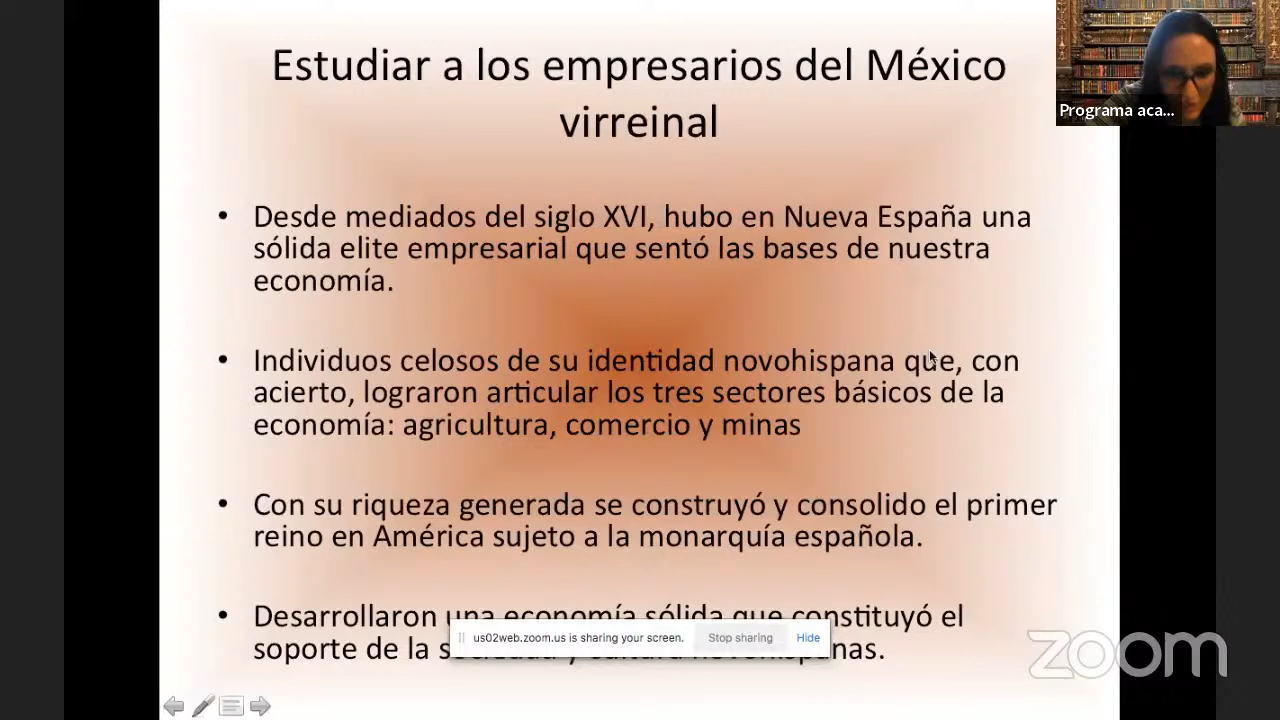 Estudiar a los empresarios del México
virreinal
Programa aca...
• Desde mediados del siglo XVI, hubo en Nueva España una
sólida elite empresarial que sentó las bases de nuestra
economía.
• Individuos celosos de su identidad novohispana que, con
acierto, lograron articular los tres sectores básicos de la
economía: agricultura, comercio y minas
• Con su riqueza generada se construyó y consolido el primer
reino en América sujeto a la monarquía española.
• Desarrollaron una economía sólida que constituyó el
soporte de la sociedad y cultura novohispanas.
us02web.zoom.us is sharing your screen. Stop sharing Hide
zoom